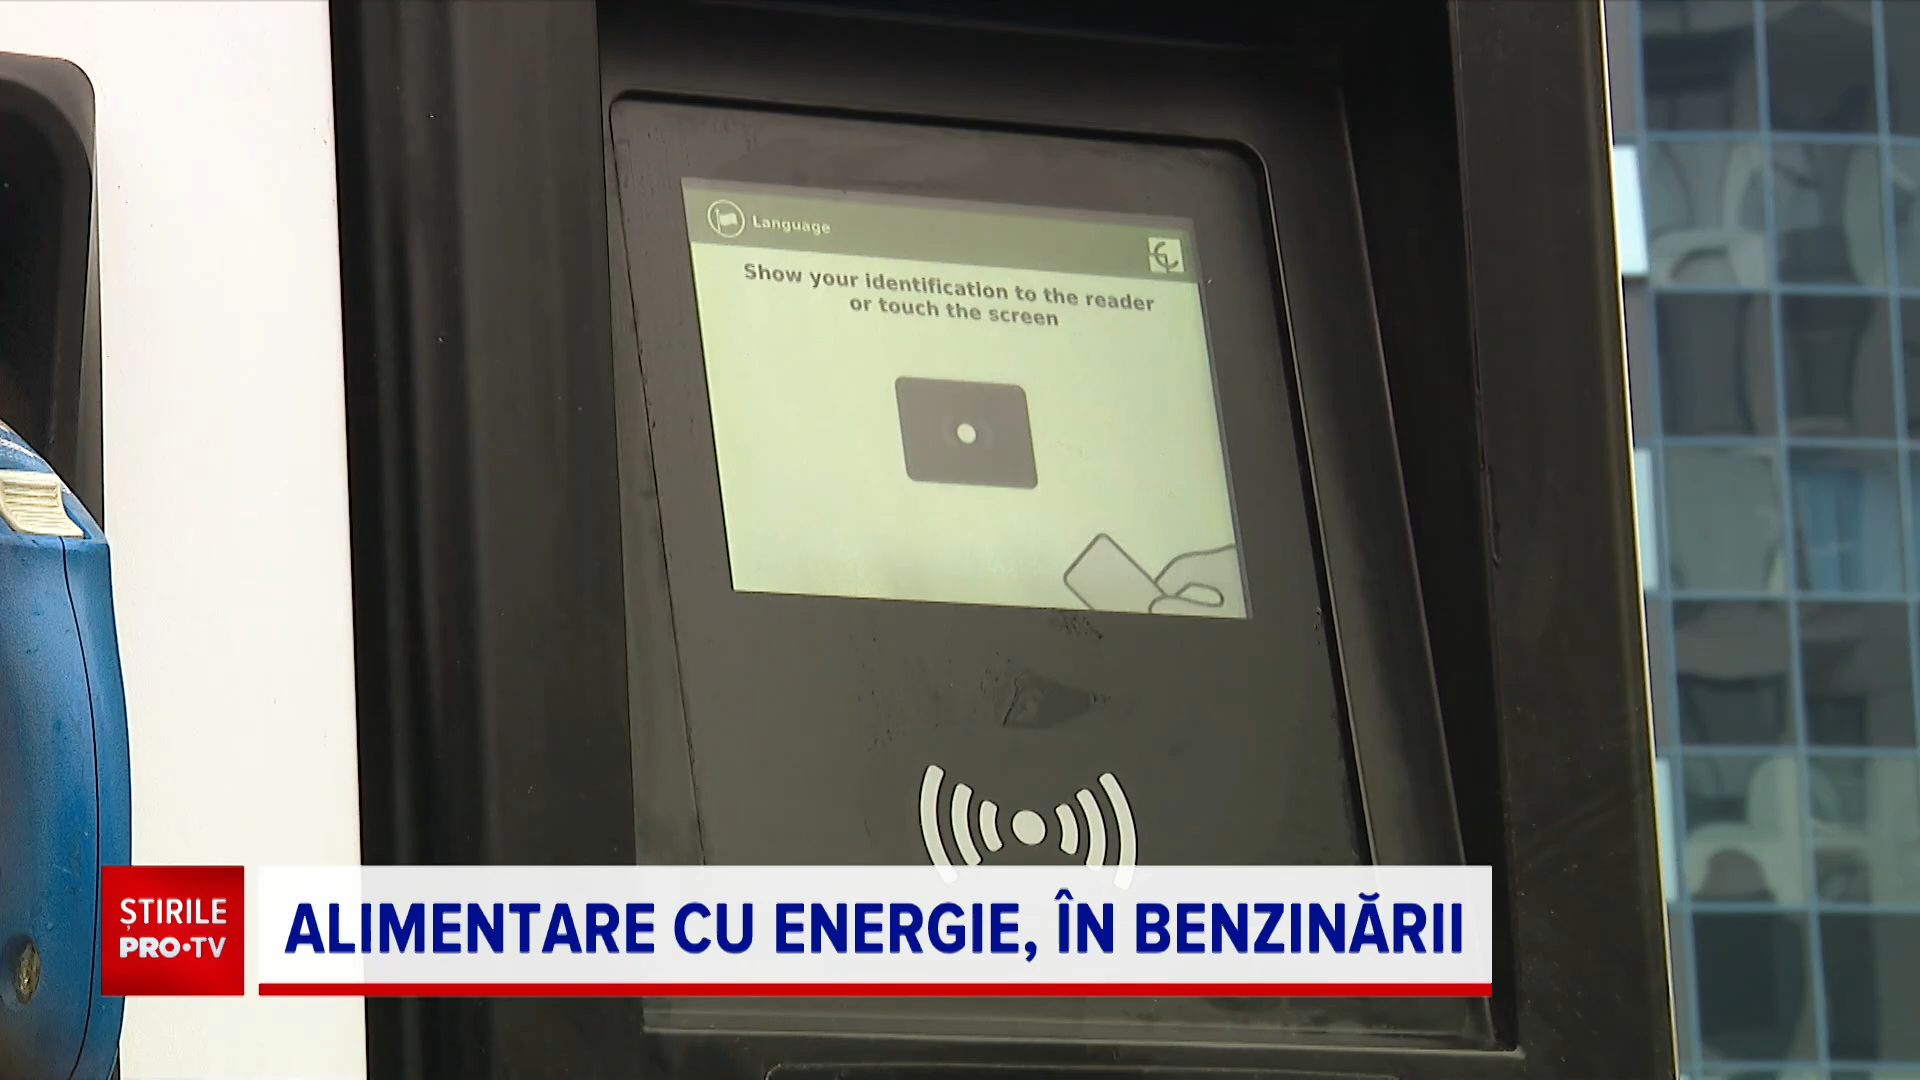 Language
Show your identification to the reader
or touch the screen
ȘTIRILE
PRO•TV
ALIMENTARE CU ENERGIE, ÎN BENZINĂRII